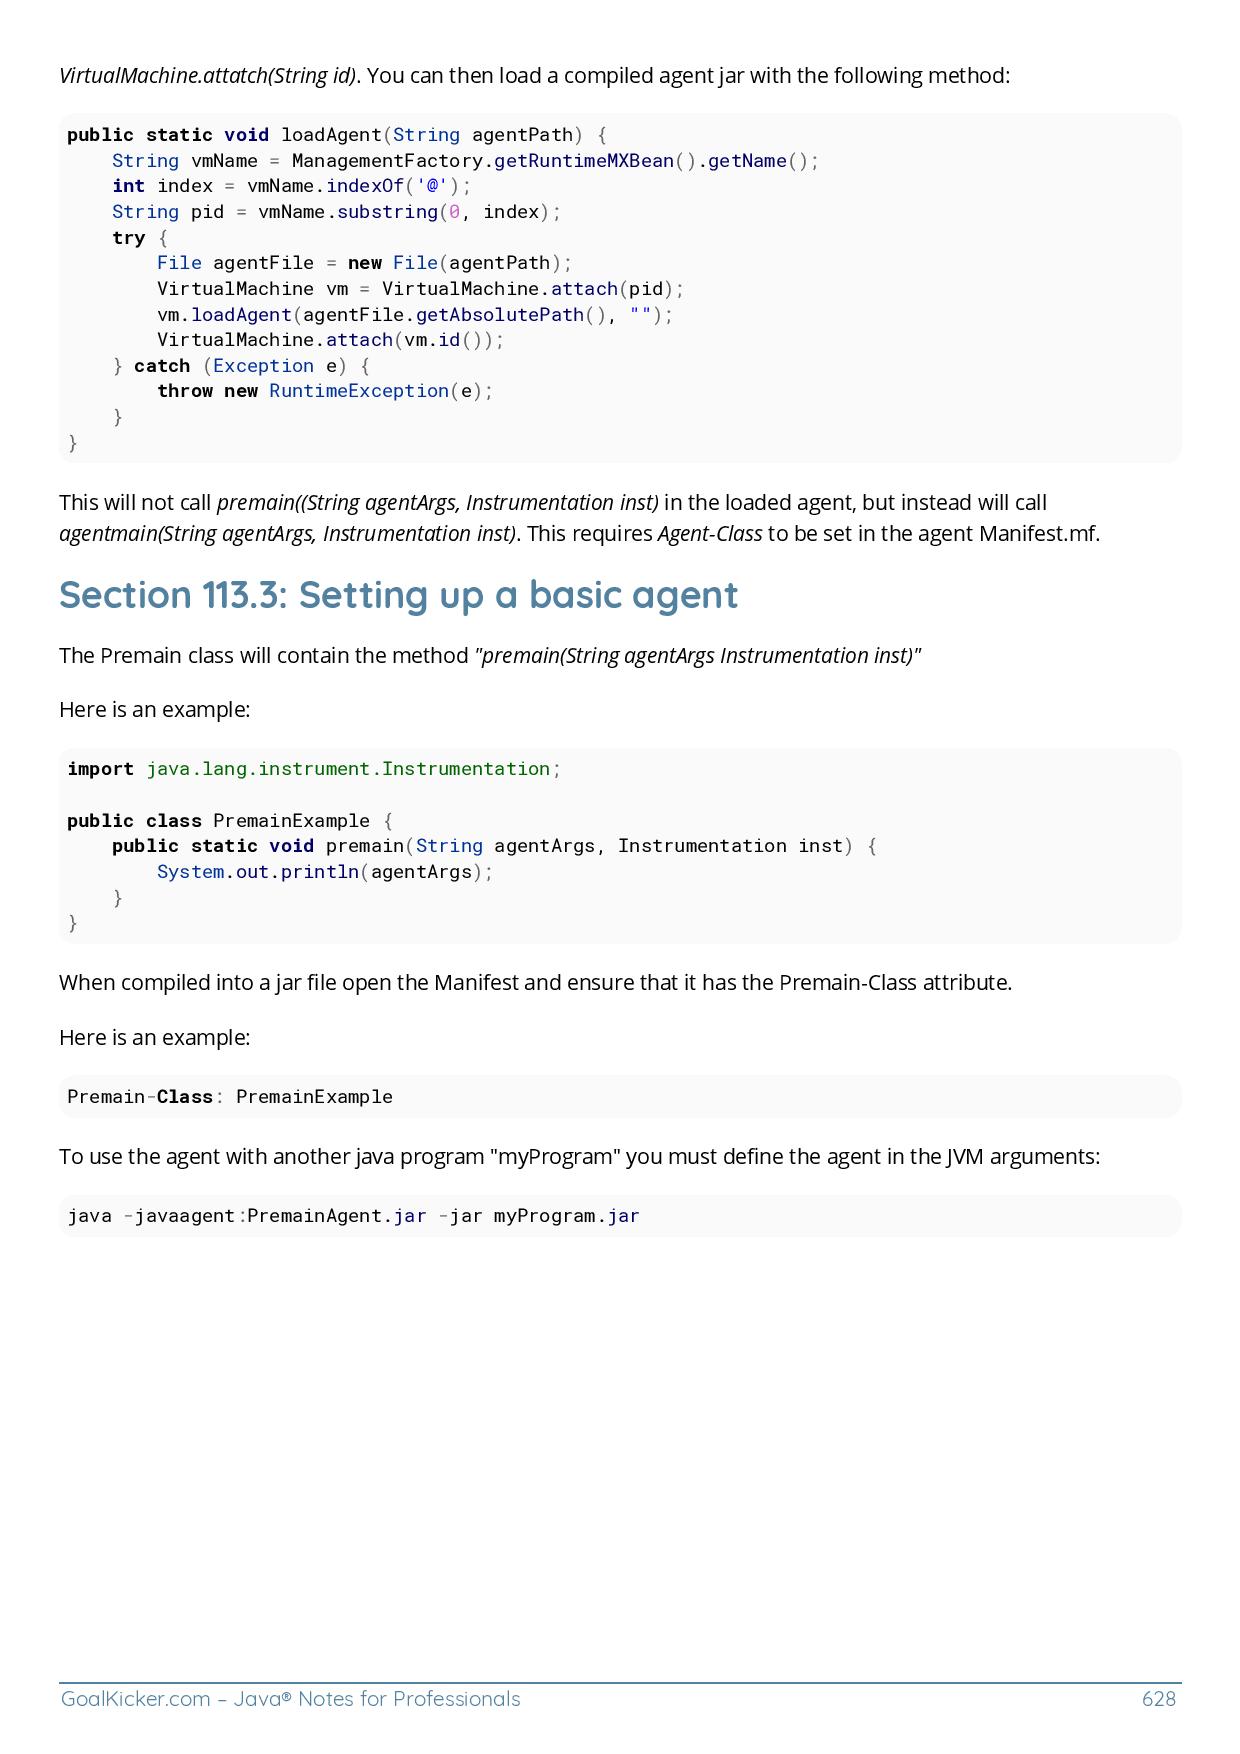 VirtualMachine.attatch(String id). You can then load a compiled agent jar with the following method:
public static void loadAgent(String agentPath) {
    String vmName = ManagementFactory.getRuntimeMXBean().getName();
    int index = vmName.indexOf('@');
    String pid = vmName.substring(0, index);
    try {
        File agentFile = new File(agentPath);
        VirtualMachine vm = VirtualMachine.attach(pid);
        vm.loadAgent(agentFile.getAbsolutePath(), "");
        VirtualMachine.attach(vm.id());
    } catch (Exception e) {
        throw new RuntimeException(e);
    }
}
This will not call premain((String agentArgs, Instrumentation inst) in the loaded agent, but instead will call
agentmain(String agentArgs, Instrumentation inst). This requires Agent-Class to be set in the agent Manifest.mf.
Section 113.3: Setting up a basic agent
The Premain class will contain the method "premain(String agentArgs Instrumentation inst)"
Here is an example:
import java.lang.instrument.Instrumentation;
public class PremainExample {
    public static void premain(String agentArgs, Instrumentation inst) {
        System.out.println(agentArgs);
    }
}
When compiled into a jar file open the Manifest and ensure that it has the Premain-Class attribute.
Here is an example:
Premain-Class: PremainExample
To use the agent with another java program "myProgram" you must define the agent in the JVM arguments:
java -javaagent:PremainAgent.jar -jar myProgram.jar
GoalKicker.com – Java® Notes for Professionals
628